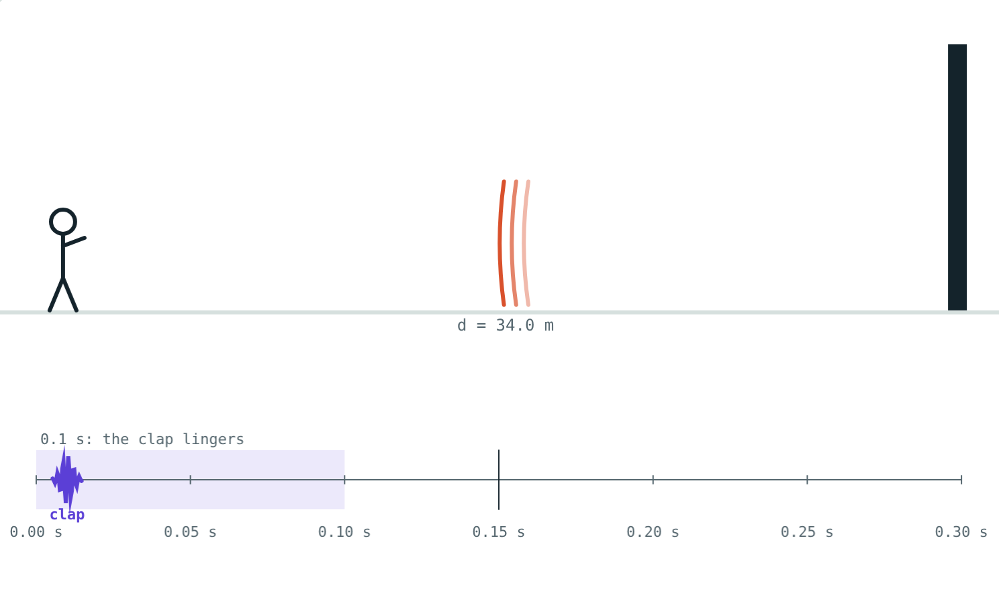 d = 34.0 m
0.1 s: the clap lingers
clap
0.00 s 0.05 s 0.10 s 0.15 s 0.20 s 0.25 s 0.30 s